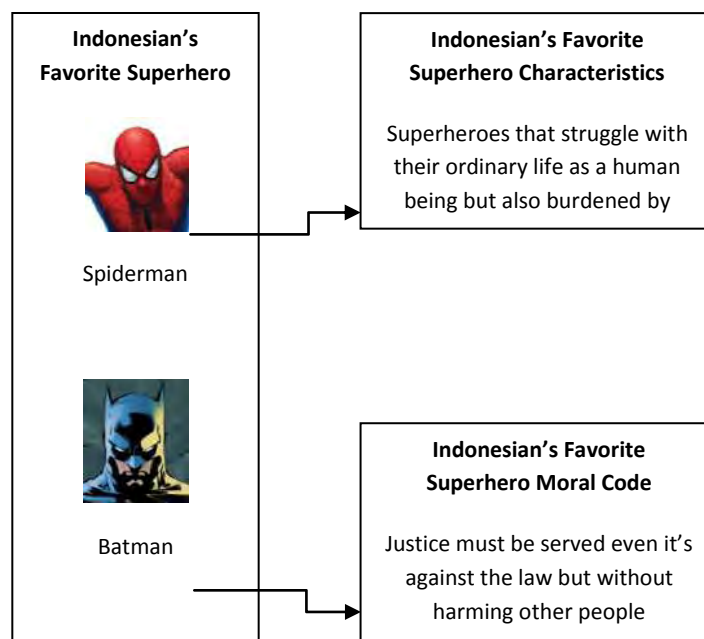 Indonesian’s
Favorite Superhero
Spiderman
Batman
Indonesian’s Favorite
Superhero Characteristics
Superheroes that struggle with
their ordinary life as a human
being but also burdened by
Indonesian’s Favorite
Superhero Moral Code
Justice must be served even it’s
against the law but without
harming other people